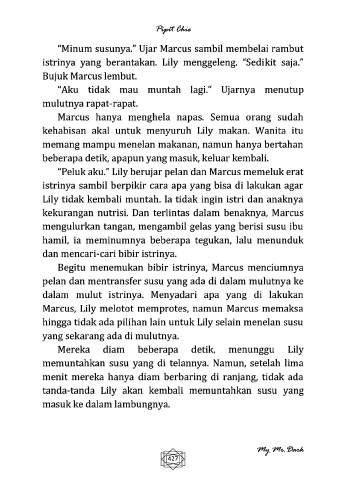 Pipit Chie
“Minum susunya.” Ujar Marcus sambil membelai rambut
istrinya yang berantakan. Lily menggeleng. “Sedikit saja.”
Bujuk Marcus lembut.
“Aku tidak mau muntah lagi.” Ujarnya menutup
mulutnya rapat-rapat.
Marcus hanya menghela napas. Semua orang sudah
kehabisan akal untuk menyuruh Lily makan. Wanita itu
memang mampu menelan makanan, namun hanya bertahan
beberapa detik, apapun yang masuk, keluar kembali.
“Peluk aku.” Lily berujar pelan dan Marcus memeluk erat
istrinya sambil berpikir cara apa yang bisa di lakukan agar
Lily tidak kembali muntah. Ia tidak ingin istri dan anaknya
kekurangan nutrisi. Dan terlintas dalam benaknya, Marcus
mengulurkan tangan, mengambil gelas yang berisi susu ibu
hamil, ia meminumnya beberapa tegukan, lalu menunduk
dan mencari-cari bibir istrinya.
Begitu menemukan bibir istrinya, Marcus menciumnya
pelan dan mentransfer susu yang ada di dalam mulutnya ke
dalam mulut istrinya. Menyadari apa yang di lakukan
Marcus, Lily melotot memprotes, namun Marcus memaksa
hingga tidak ada pilihan lain untuk Lily selain menelan susu
yang sekarang ada di mulutnya.
Mereka diam beberapa detik, menunggu Lily
memuntahkan susu yang di telannya. Namun, setelah lima
menit mereka hanya diam berbaring di ranjang, tidak ada
tanda-tanda Lily akan kembali memuntahkan susu yang
masuk ke dalam lambungnya.
427
My Mr. Dark